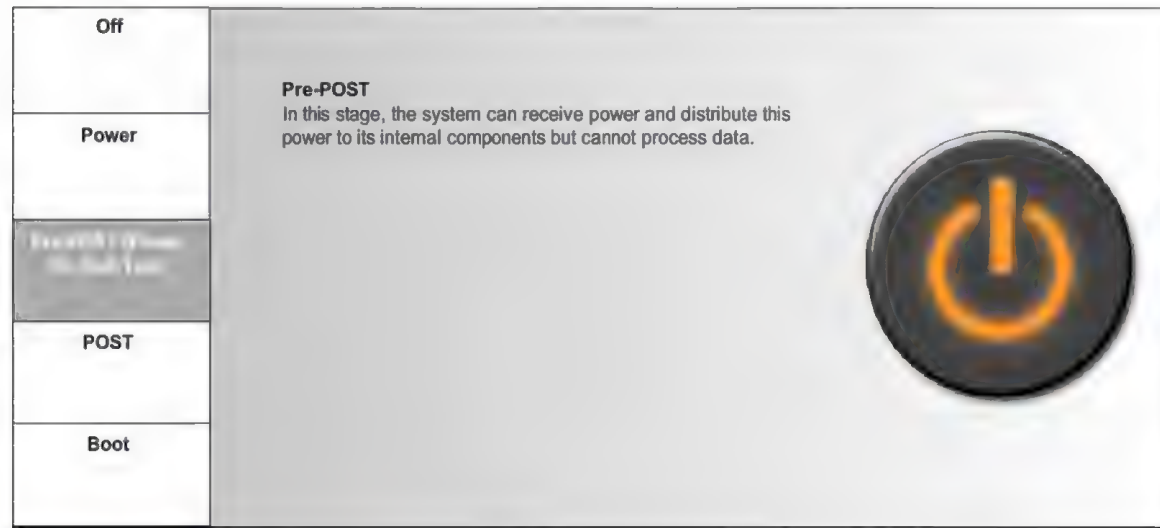 Off
Power
POST
Boot
Pre-POST
In this stage, the system can receive power and distribute this
power to its internal components but cannot process data.